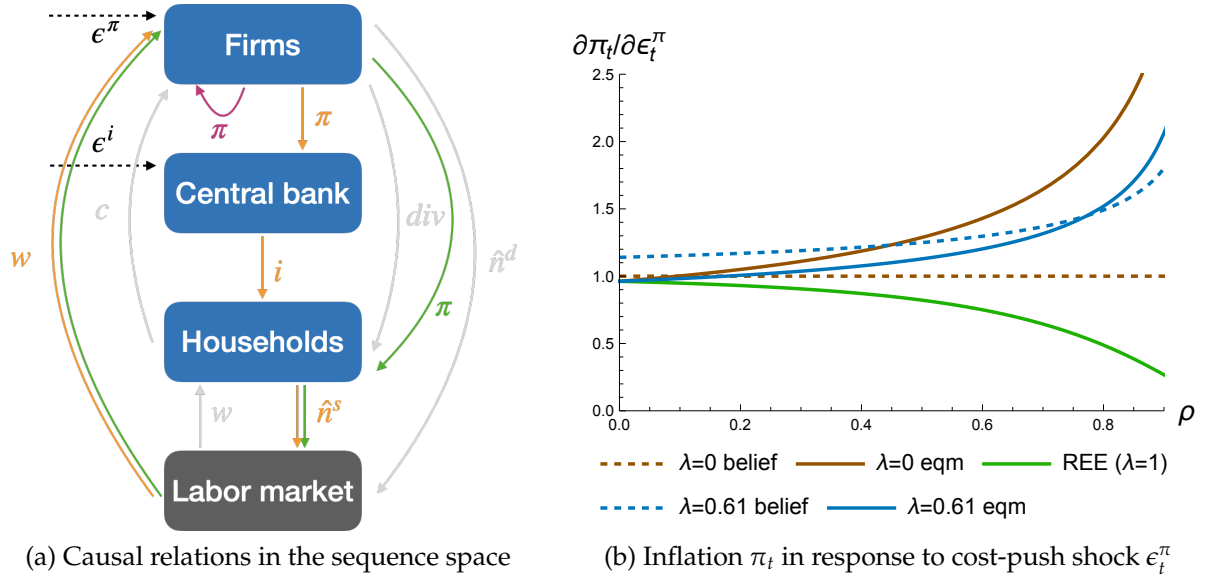 ϵ^π
Firms
π
π
ϵ^i
Central bank
c
div
n̂^d
w
i
π
Households
w
n̂^s
Labor market
(a) Causal relations in the sequence space
∂π_t/∂ϵ_t^π
2.5
2.0
1.5
1.0
0.5
0.0
0.0 0.2 0.4 0.6 0.8
ρ
λ=0 belief λ=0 eqm REE (λ=1)
λ=0.61 belief λ=0.61 eqm
(b) Inflation π_t in response to cost-push shock ϵ_t^π